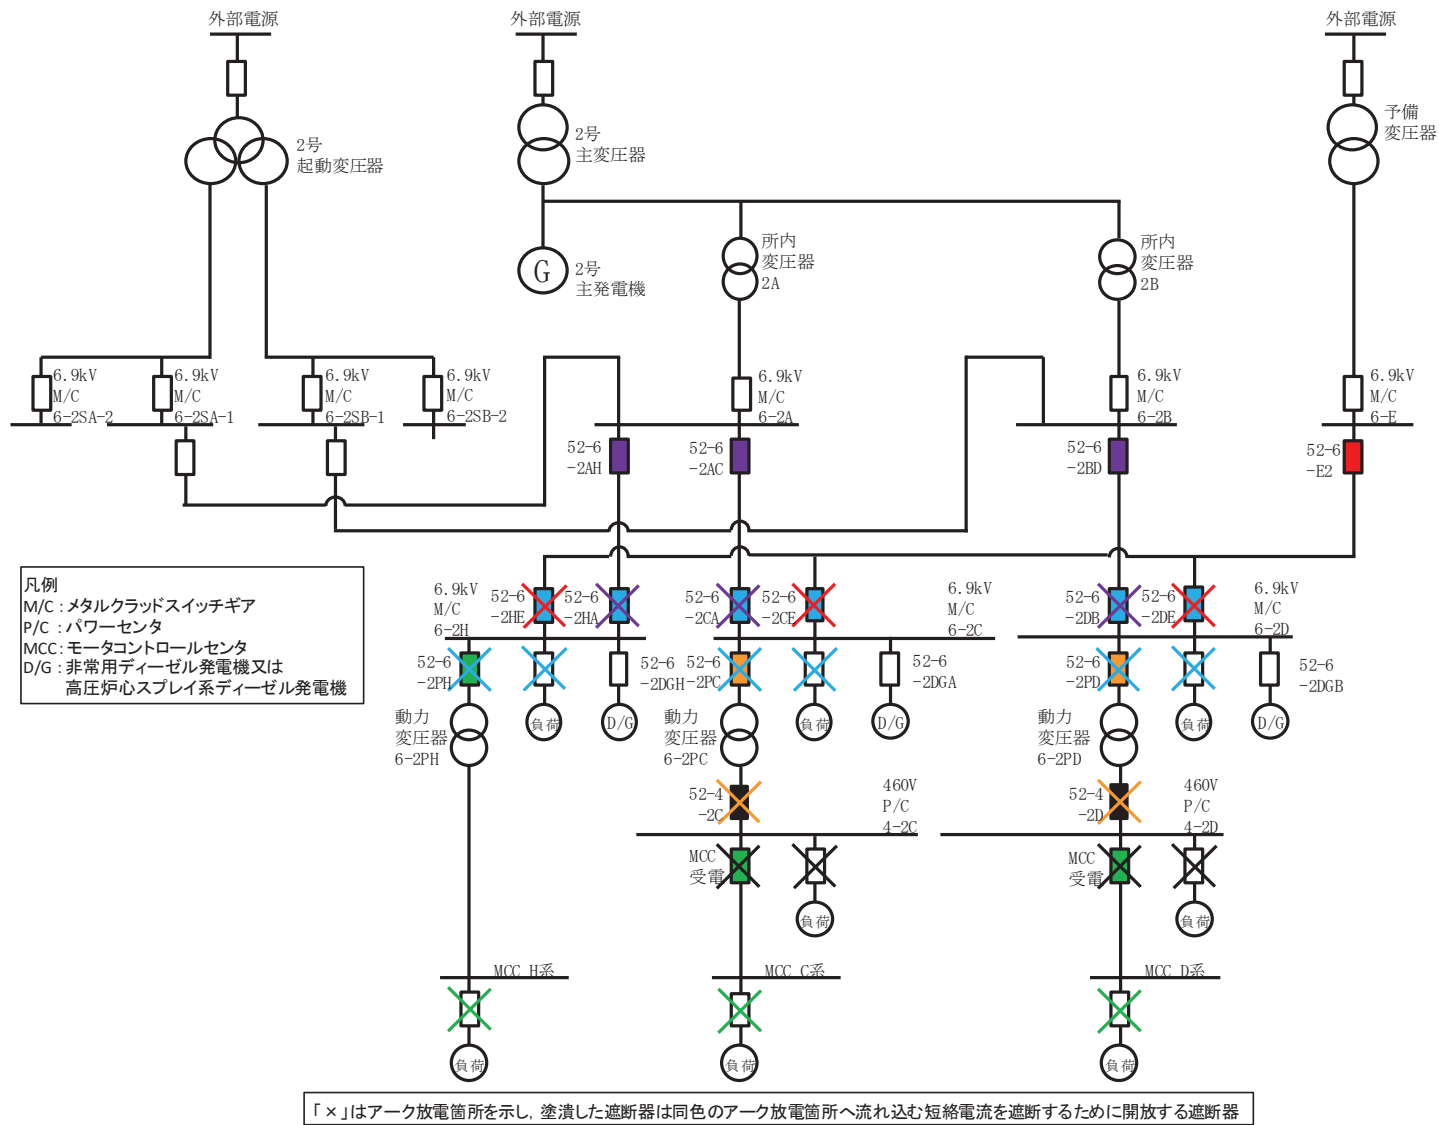 外部電源
外部電源
外部電源
2号
起動変圧器
2号
主変圧器
予備
変圧器
G
2号
主発電機
所内
変圧器
2A
所内
変圧器
2B
6.9kV
M/C
6-2SA-2
6.9kV
M/C
6-2SA-1
6.9kV
M/C
6-2SB-1
6.9kV
M/C
6-2SB-2
6.9kV
M/C
6-2A
6.9kV
M/C
6-2B
6.9kV
M/C
6-E
52-6
-2AH
52-6
-2AC
52-6
-2BD
52-6
-E2
凡例
M/C：メタルクラッドスイッチギア
P/C：パワーセンタ
MCC：モータコントロールセンタ
D/G：非常用ディーゼル発電機又は
高圧炉心スプレイ系ディーゼル発電機
6.9kV
M/C
6-2H
52-6
-2HE
52-6
-2HA
52-6
-2CA
52-6
-2CE
6.9kV
M/C
6-2C
52-6
-2DB
52-6
-2DE
6.9kV
M/C
6-2D
52-6
-2PH
52-6
-2DGH
52-6
-2PC
52-6
-2DGA
52-6
-2PD
52-6
-2DGB
動力
変圧器
6-2PH
負荷
D/G
動力
変圧器
6-2PC
負荷
D/G
動力
変圧器
6-2PD
負荷
D/G
52-4
-2C
460V
P/C
4-2C
52-4
-2D
460V
P/C
4-2D
MCC
受電
負荷
MCC
受電
負荷
MCC H系
MCC C系
MCC D系
負荷
負荷
負荷
「×」はアーク放電箇所を示し，塗潰した遮断器は同色のアーク放電箇所へ流れ込む短絡電流を遮断するために開放する遮断器